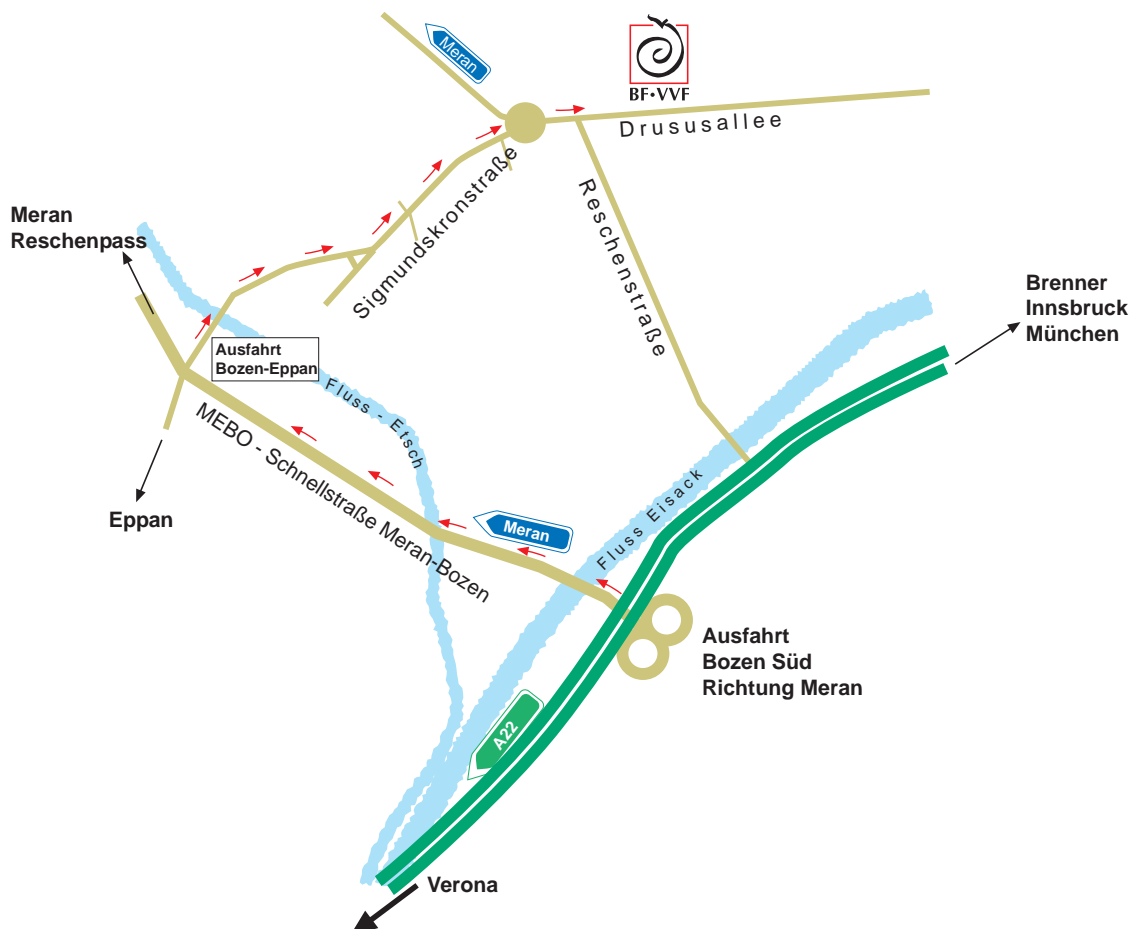 Meran
BF•VVF
Drususallee
Sigmundskronstraße
Reschenstraße
Meran
Reschenpass
Brenner
Innsbruck
München
Ausfahrt
Bozen-Eppan
Fluss - Etsch
MEBO - Schnellstraße Meran-Bozen
Eppan
Meran
Fluss Eisack
Ausfahrt
Bozen Süd
Richtung Meran
A22
Verona